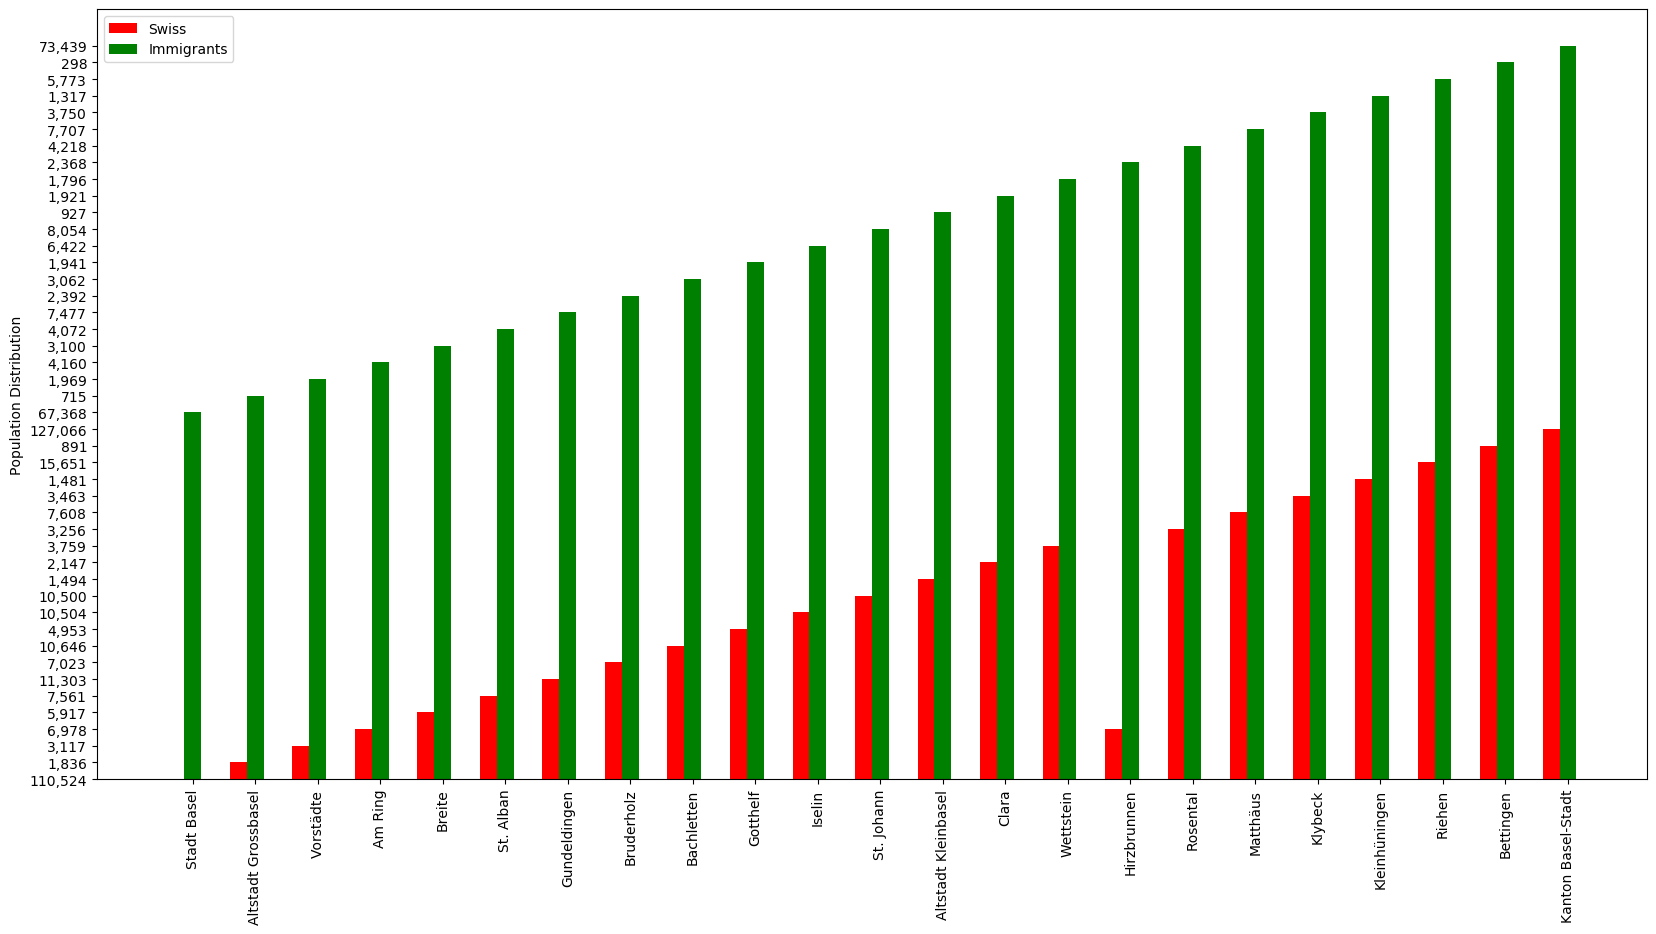 Swiss
Immigrants
Population Distribution
73,439
298
5,773
1,317
3,750
7,707
4,218
2,368
1,796
1,921
927
8,054
6,422
1,941
3,062
2,392
7,477
4,072
3,100
4,160
1,969
715
67,368
127,066
891
15,651
1,481
3,463
7,608
3,256
3,759
2,147
1,494
10,500
10,504
4,953
10,646
7,023
11,303
7,561
5,917
6,978
3,117
1,836
110,524
Stadt Basel
Altstadt Grossbasel
Vorstädte
Am Ring
Breite
St. Alban
Gundeldingen
Bruderholz
Bachletten
Gotthelf
Iselin
St. Johann
Altstadt Kleinbasel
Clara
Wettstein
Hirzbrunnen
Rosental
Matthäus
Klybeck
Kleinhüningen
Riehen
Bettingen
Kanton Basel-Stadt